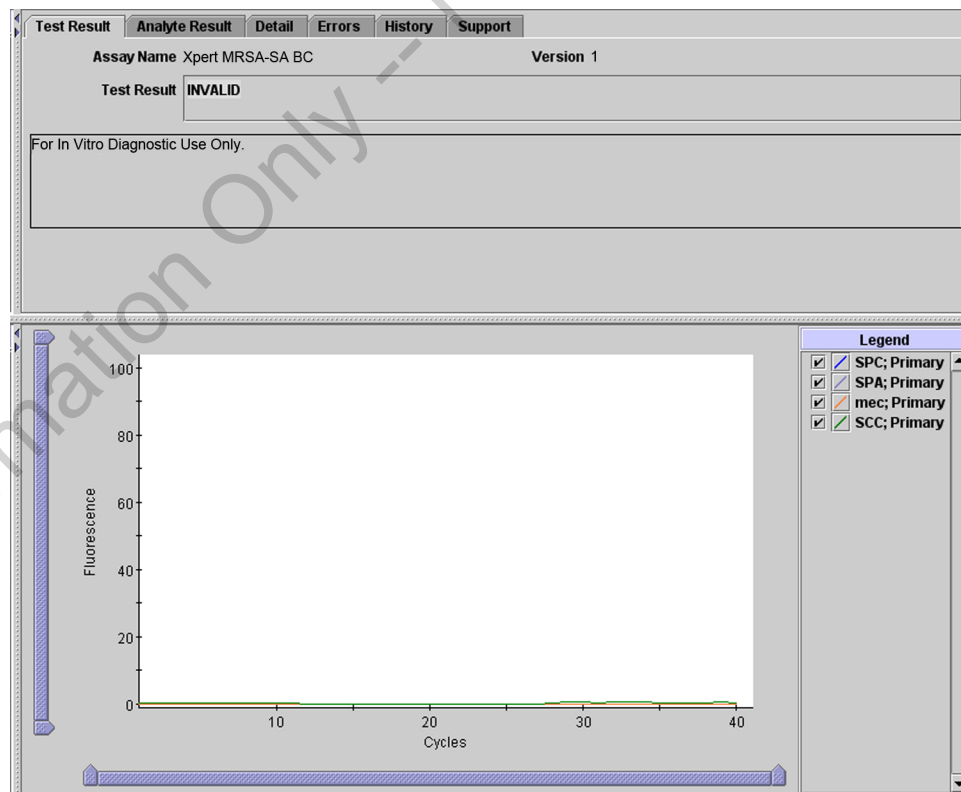 Test Result Analyte Result Detail Errors History Support
Assay Name Xpert MRSA-SA BC Version 1
Test Result INVALID
For In Vitro Diagnostic Use Only.
mation Only --
Legend
SPC; Primary
SPA; Primary
mec; Primary
SCC; Primary
Fluorescence
100
80
60
40
20
0
10 20 30 40
Cycles